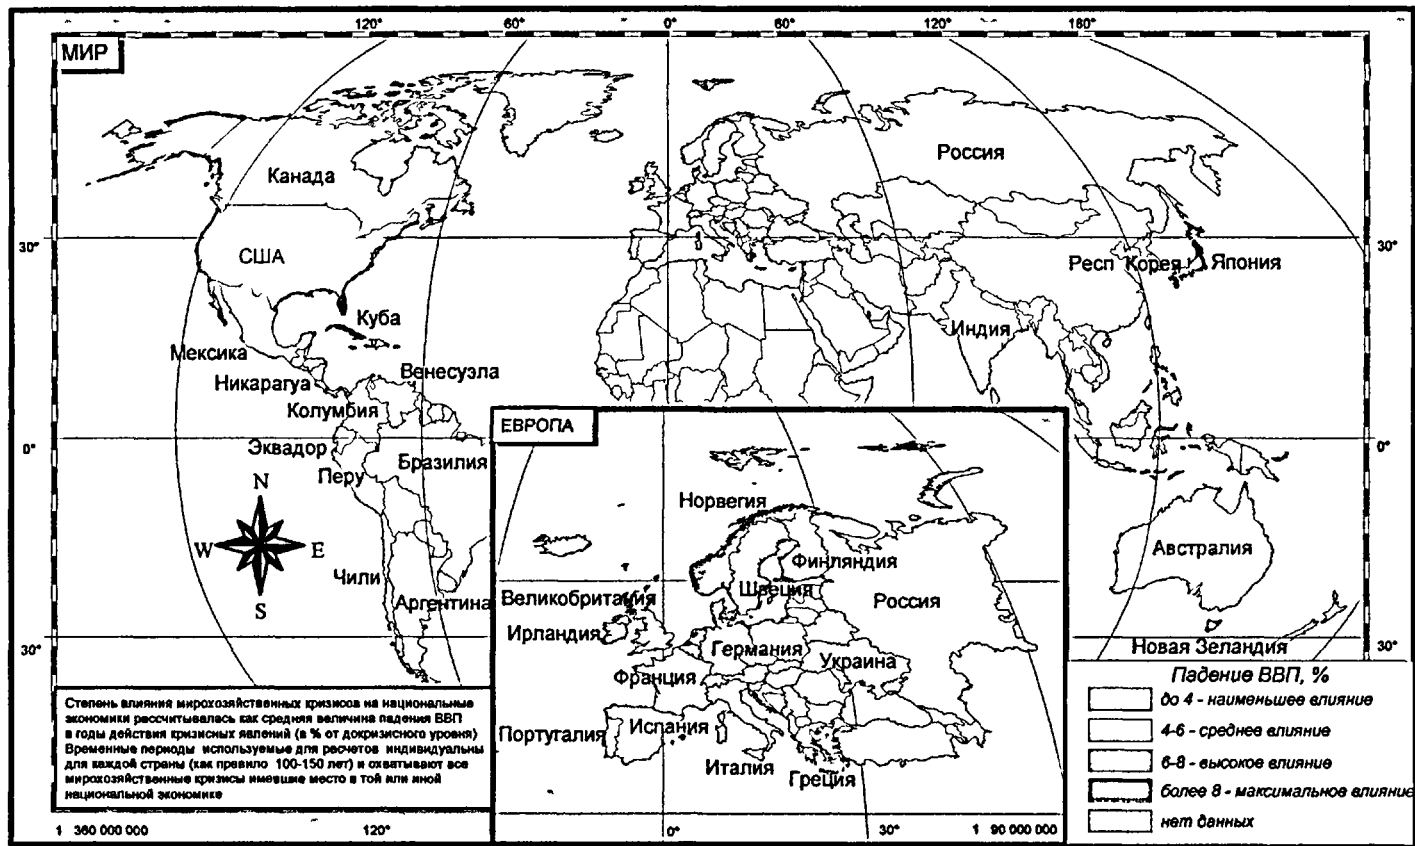 120° 60° 0° 60° 120° 180°
МИР
Россия
Канада
30° 30°
США
Респ Корея Япония
Куба
Индия
Мексика
Венесуэла
Никарагуа
Колумбия
ЕВРОПА
Эквадор
0° 0°
Бразилия
Перу
N
Норвегия
W E
Австралия
Финляндия
Чили
Швеция
Великобритания
Аргентина
Россия
S
Ирландия
Новая Зеландия
30° 30°
Германия
Украина
Франция
Испания
Португалия
Италия
Греция
Падение ВВП, %
до 4 - наименьшее влияние
4-6 - среднее влияние
6-8 - высокое влияние
более 8 - максимальное влияние
нет данных
Степень влияния мирохозяйственных кризисов на национальные
экономики рассчитывалась как средняя величина падения ВВП
в годы действия кризисных явлений (в % от докризисного уровня)
Временные периоды используемые для расчетов индивидуальны
для каждой страны (как правило 100-150 лет) и охватывают все
мирохозяйственные кризисы имевшие место в той или иной
национальной экономике
1 360 000 000 120° 0° 30° 1 90 000 000